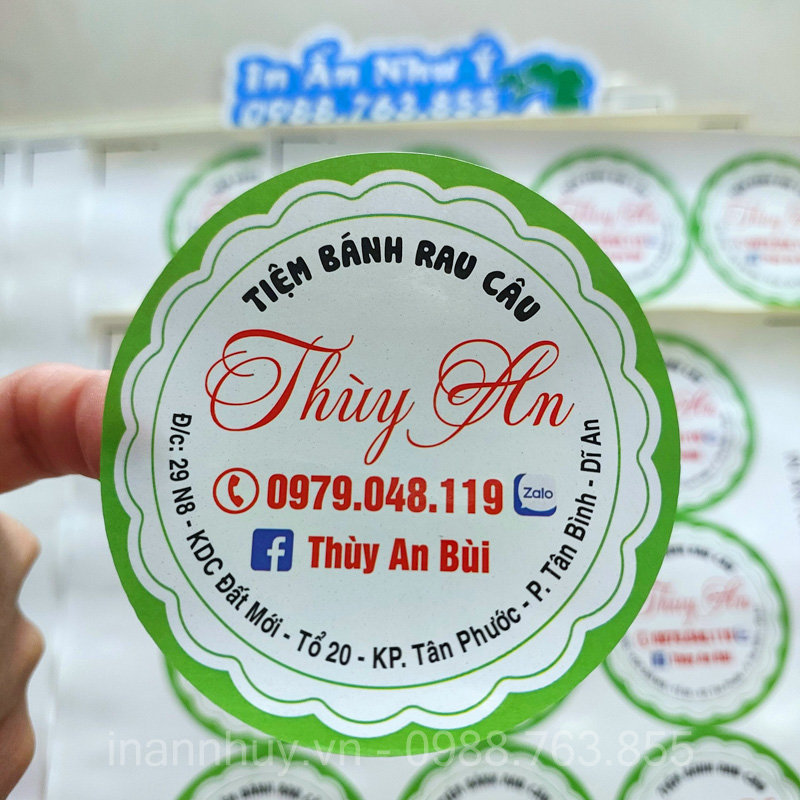 In Ấn Như Ý
0988.763.855
TIỆM BÁNH RAU CÂU
Thùy An
0979.048.119 Zalo
Thùy An Bùi
Đ/c: 29 N8 - KDC Đất Mới - Tổ 20 - KP. Tân Phước - P. Tân Bình - Dĩ An
inannhuy.vn - 0988.763.855